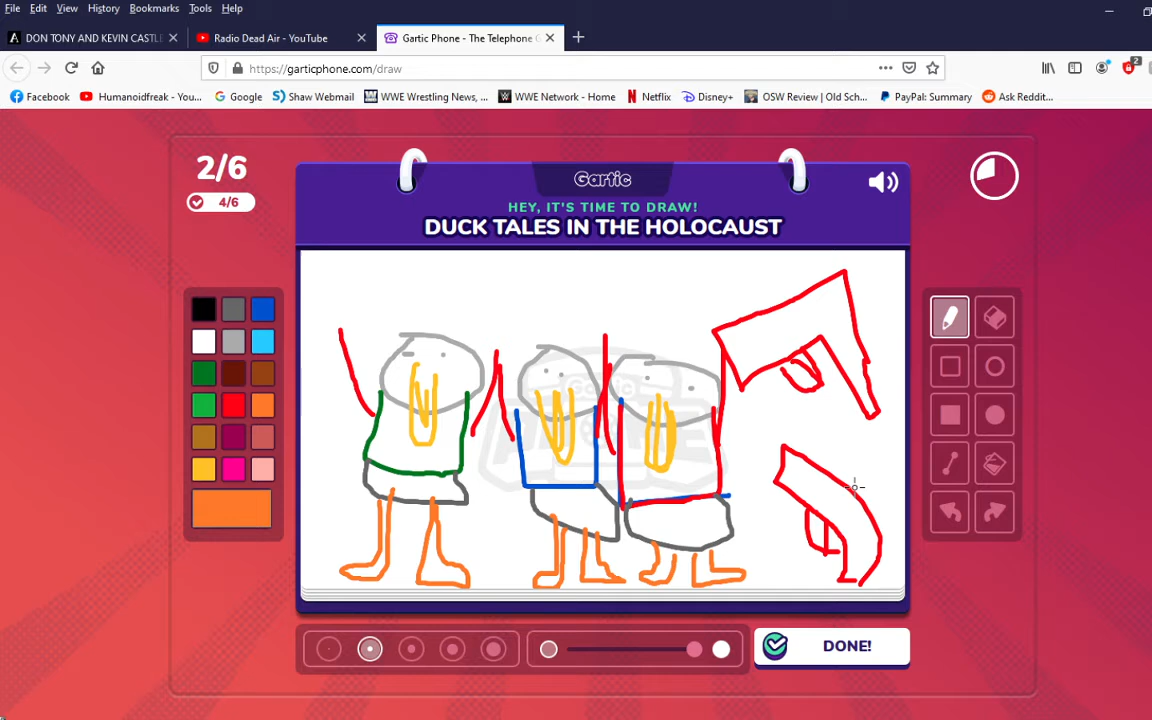 File Edit View History Bookmarks Tools Help
DON TONY AND KEVIN CASTLE
Radio Dead Air - YouTube
Gartic Phone - The Telephone G
https://garticphone.com/draw
2
Facebook
Humanoidfreak - You...
Google
Shaw Webmail
WWE Wrestling News, ...
WWE Network - Home
Netflix
Disney+
OSW Review | Old Sch...
PayPal: Summary
Ask Reddit...
2/6
4/6
Gartic
HEY, IT'S TIME TO DRAW!
DUCK TALES IN THE HOLOCAUST
DONE!